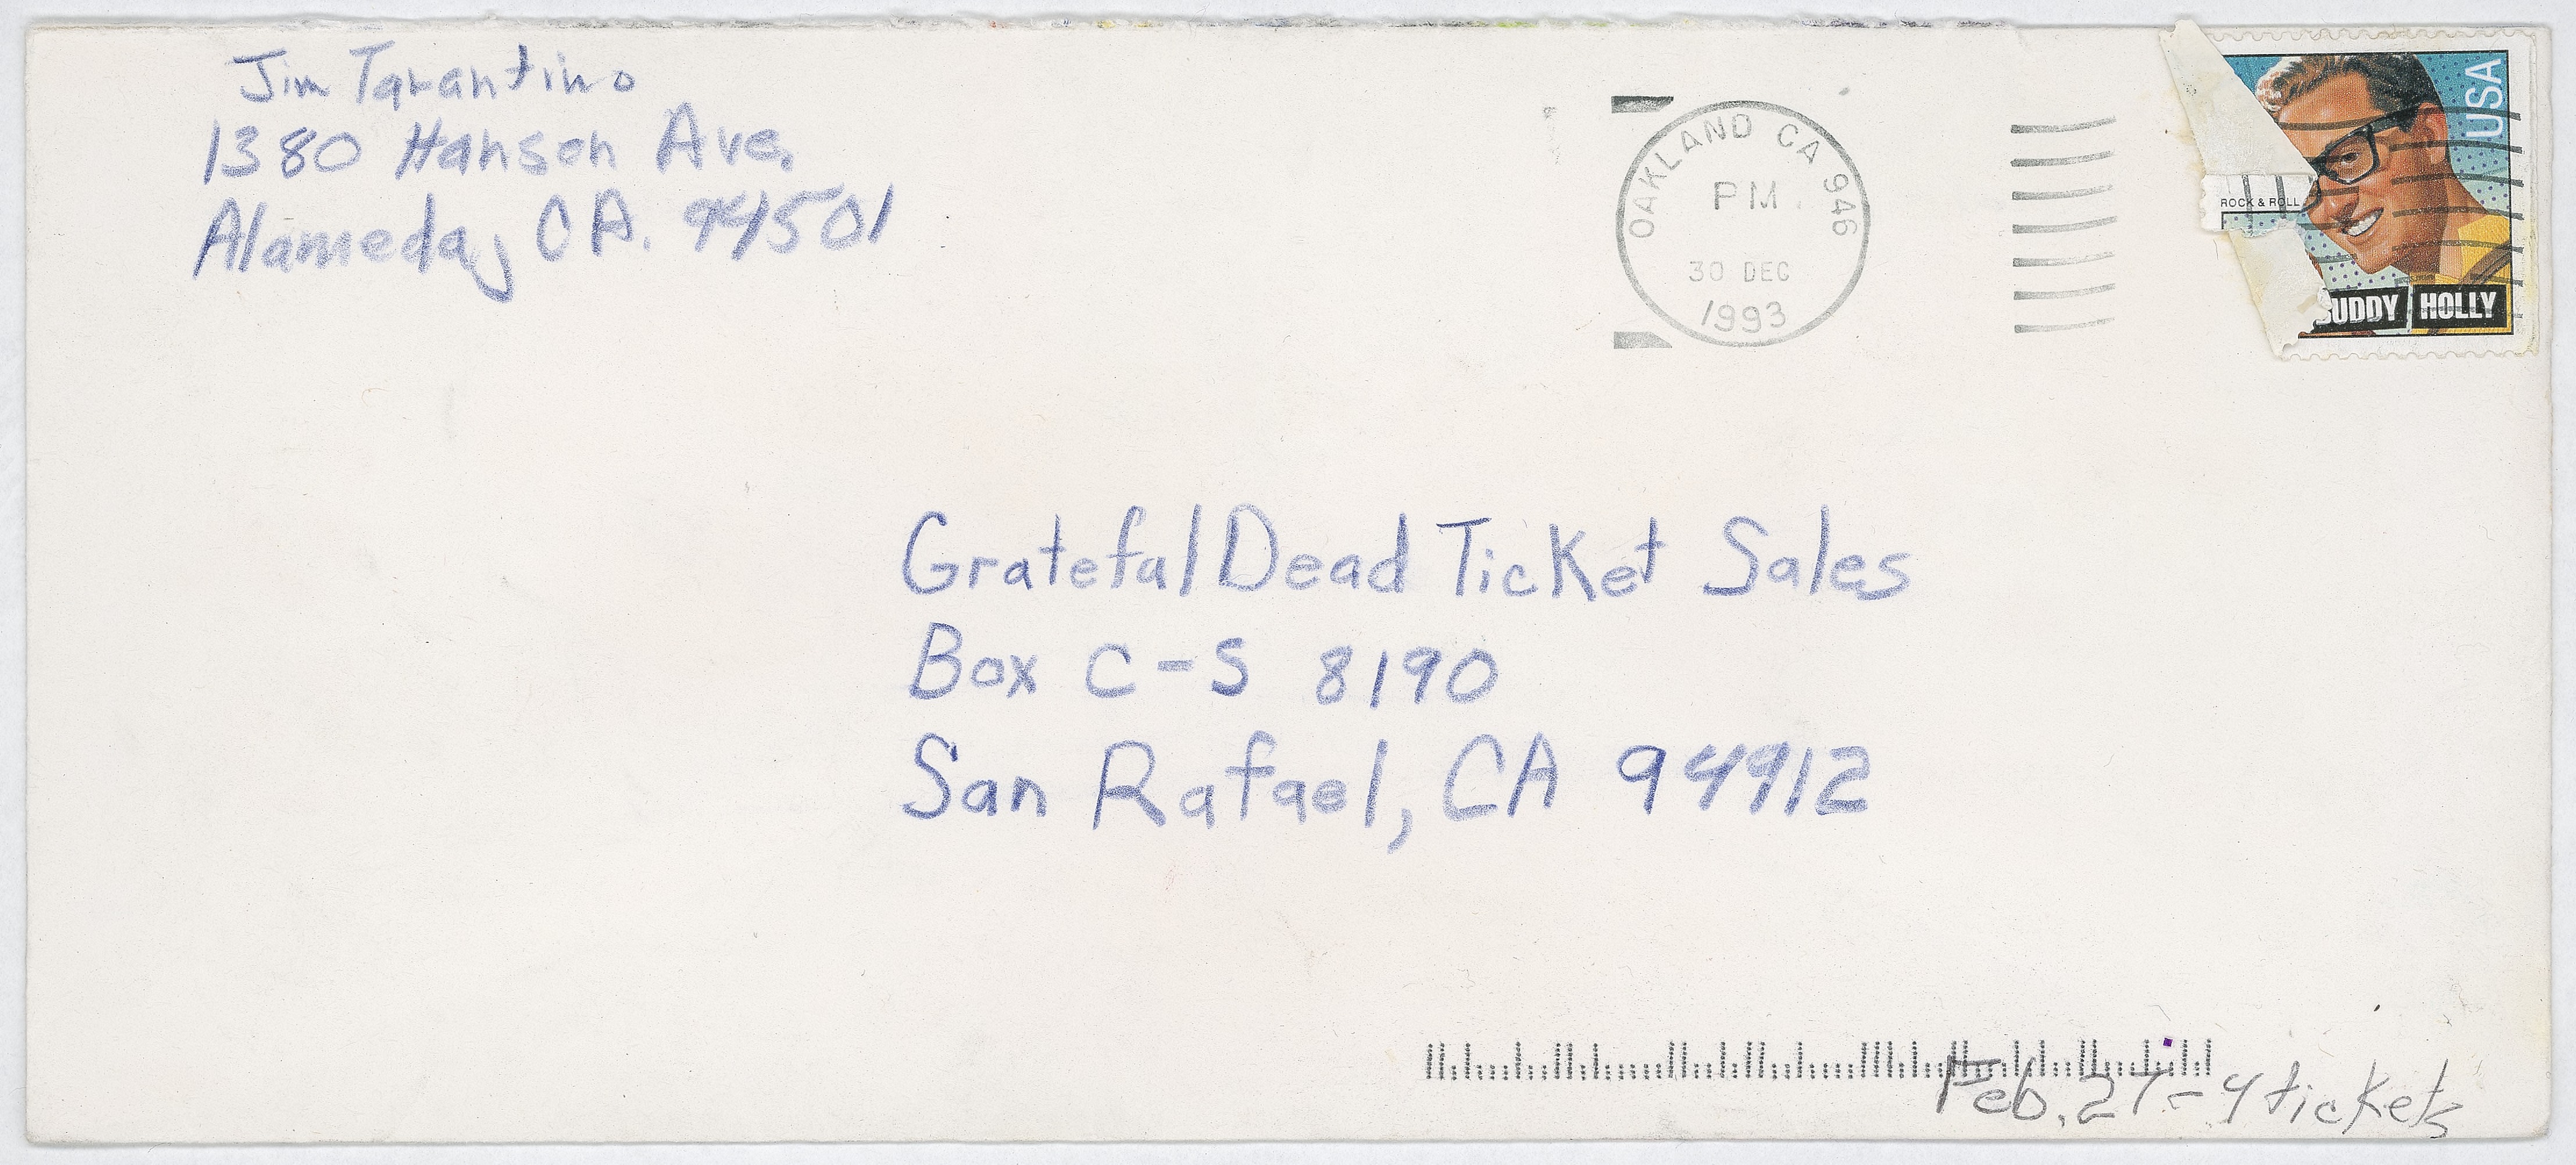 Jim Tarantino
1380 Hanson Ave,
Alameda, CA. 94501
OAKLAND CA 946
PM
30 DEC
1993
USA
ROCK & ROLL
BUDDY HOLLY
Grateful Dead Ticket Sales
Box C-S 8190
San Rafael, CA 94912
Feb. 27 - 4 tickets